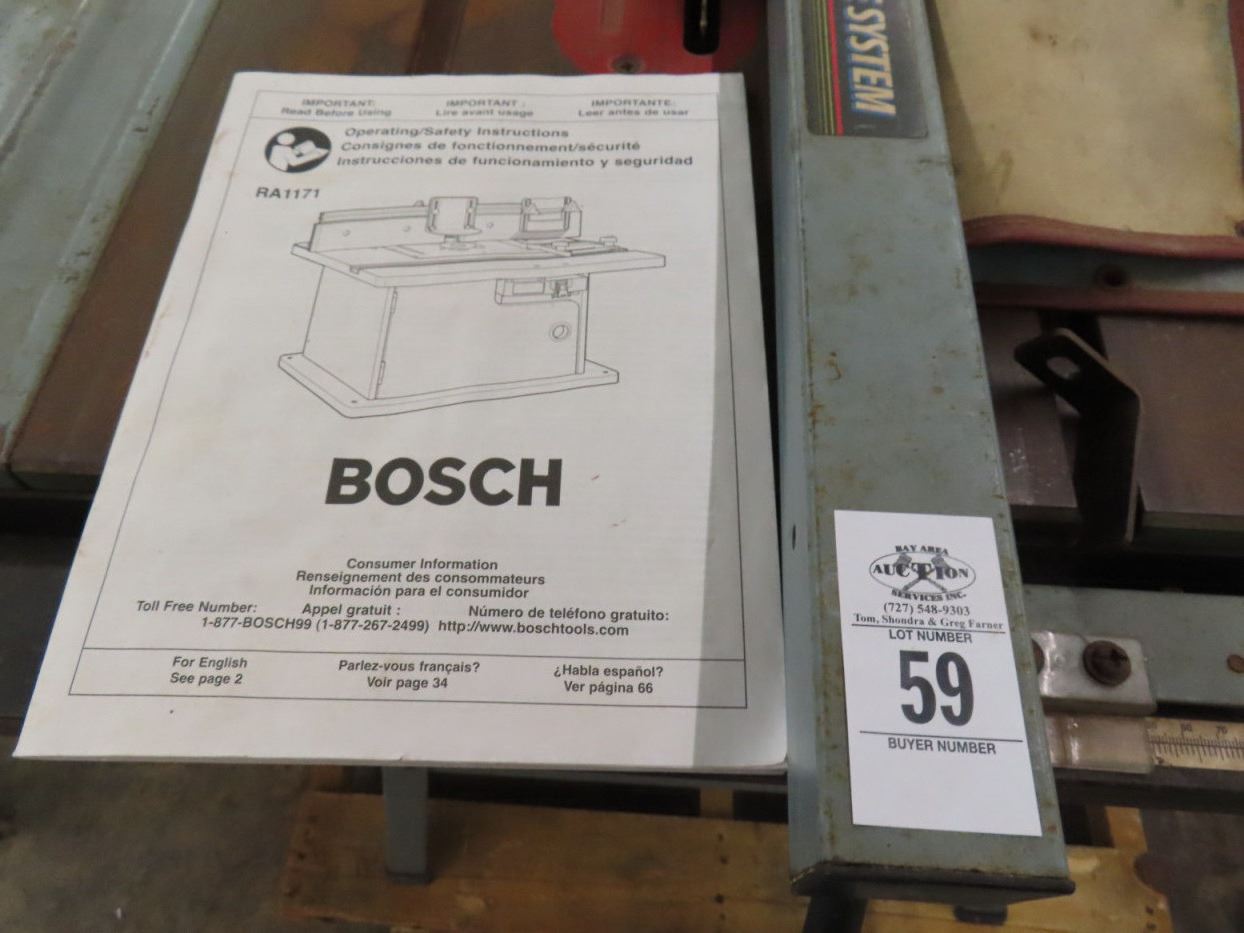 IMPORTANT: IMPORTANT : IMPORTANTE:
Read Before Using Lire avant usage Leer antes de usar
Operating/Safety Instructions
Consignes de fonctionnement/sécurité
Instrucciones de funcionamiento y seguridad
RA1171
BOSCH
Consumer Information
Renseignement des consommateurs
Información para el consumidor
Toll Free Number: Appel gratuit : Número de teléfono gratuito:
1-877-BOSCH99 (1-877-267-2499) http://www.boschtools.com
For English Parlez-vous français? ¿Habla español?
See page 2 Voir page 34 Ver página 66
SYSTEM
BAY AREA
AUCTION
SERVICES INC.
(727) 548-9303
Tom, Shondra & Greg Farner
LOT NUMBER
59
BUYER NUMBER